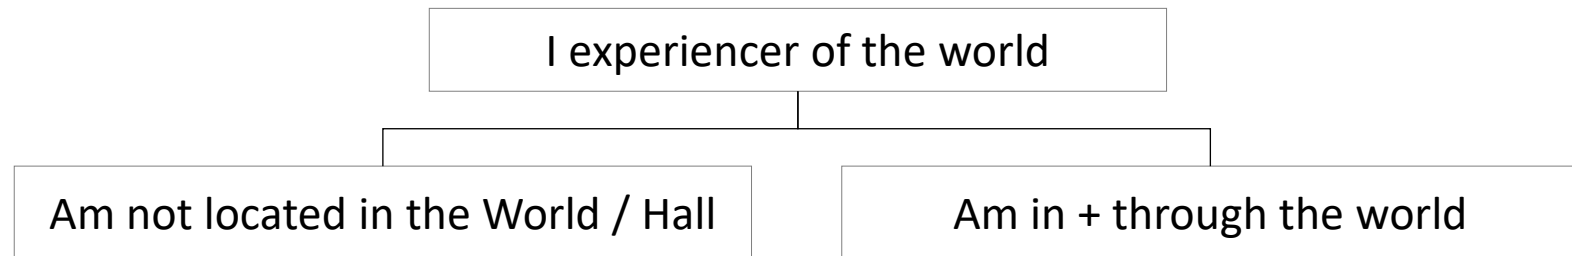 I experiencer of the world
Am not located in the World / Hall
Am in + through the world